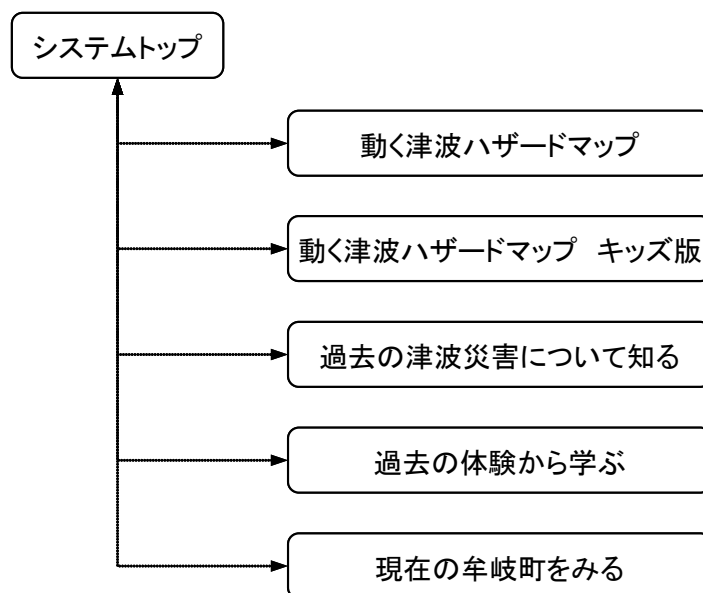 システムトップ
動く津波ハザードマップ
動く津波ハザードマップ　キッズ版
過去の津波災害について知る
過去の体験から学ぶ
現在の牟岐町をみる